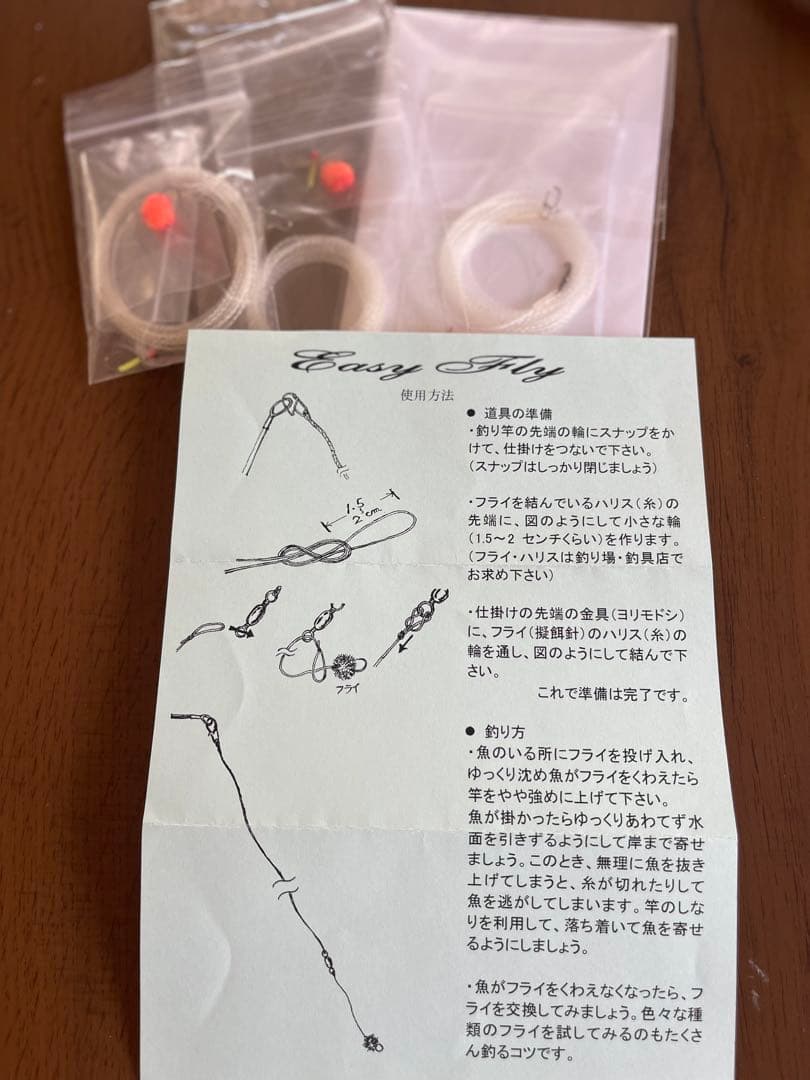 Easy Fly
使用方法
● 道具の準備
・釣り竿の先端の輪にスナップをか
けて、仕掛けをつないで下さい。
(スナップはしっかり閉じましょう)
1.5
2cm
・フライを結んでいるハリス(糸)の
先端に、図のようにして小さな輪
(1.5～2 センチくらい)を作ります。
(フライ・ハリスは釣り場・釣具店で
お求め下さい)
・仕掛けの先端の金具(ヨリモドシ)
に、フライ(擬餌針)のハリス(糸)の
輪を通し、図のようにして結んで下
さい。
これで準備は完了です。
フライ
● 釣り方
・魚のいる所にフライを投げ入れ、
ゆっくり沈め魚がフライをくわえたら
竿をやや強めに上げて下さい。
魚が掛かったらゆっくりあわてず水
面を引きずるようにして岸まで寄せ
ましょう。このとき、無理に魚を抜き
上げてしまうと、糸が切れたりして
魚を逃がしてしまいます。竿のしな
りを利用して、落ち着いて魚を寄せ
るようにしましょう。
・魚がフライをくわえなくなったら、フ
ライを交換してみましょう。色々な種
類のフライを試してみるのもたくさ
ん釣るコツです。